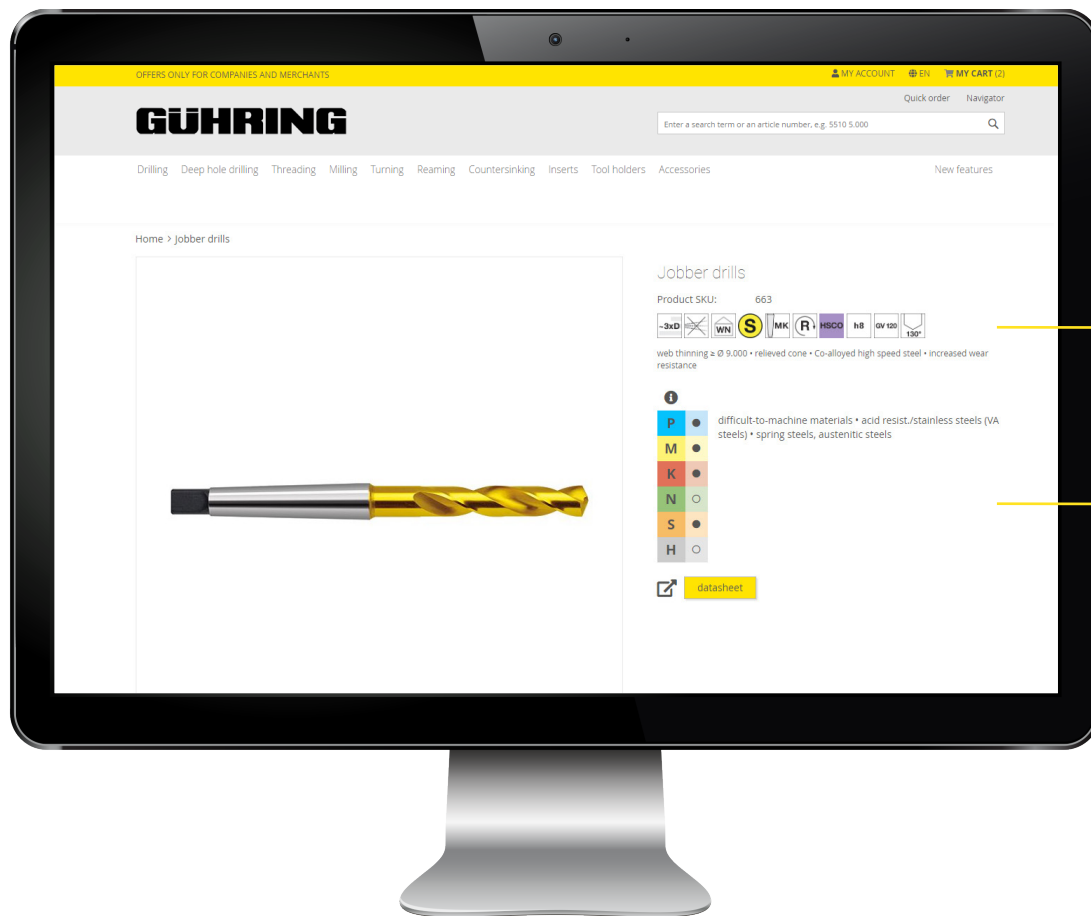 OFFERS ONLY FOR COMPANIES AND MERCHANTS
MY ACCOUNT EN MY CART (2)
Quick order Navigator
GÜHRING
Enter a search term or an article number, e.g. 5510 5.000
Drilling Deep hole drilling Threading Milling Turning Reaming Countersinking Inserts Tool holders Accessories New features
Home > Jobber drills
Jobber drills
Product SKU: 663
~3xD WN S MK R HSCO h8 GV 120 130°
web thinning ≥ Ø 9.000 • relieved cone • Co-alloyed high speed steel • increased wear
resistance
P
M
K
N
S
H
difficult-to-machine materials • acid resist./stainless steels (VA
steels) • spring steels, austenitic steels
datasheet